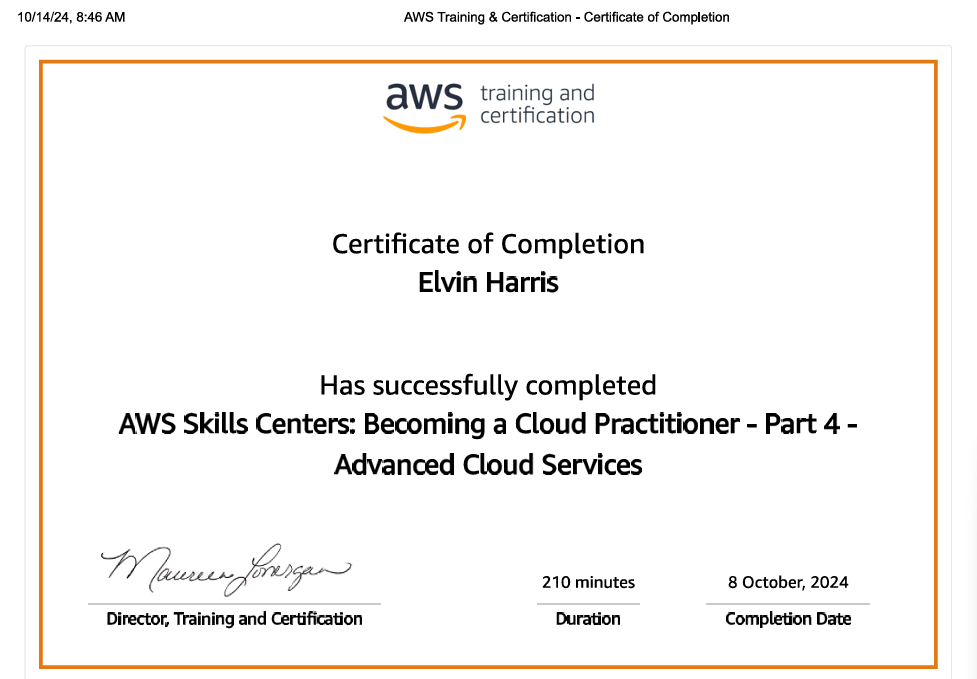 10/14/24, 8:46 AM
AWS Training & Certification - Certificate of Completion
aws training and
certification
Certificate of Completion
Elvin Harris
Has successfully completed
AWS Skills Centers: Becoming a Cloud Practitioner - Part 4 -
Advanced Cloud Services
Maureen Lonergan
210 minutes
8 October, 2024
Director, Training and Certification
Duration
Completion Date